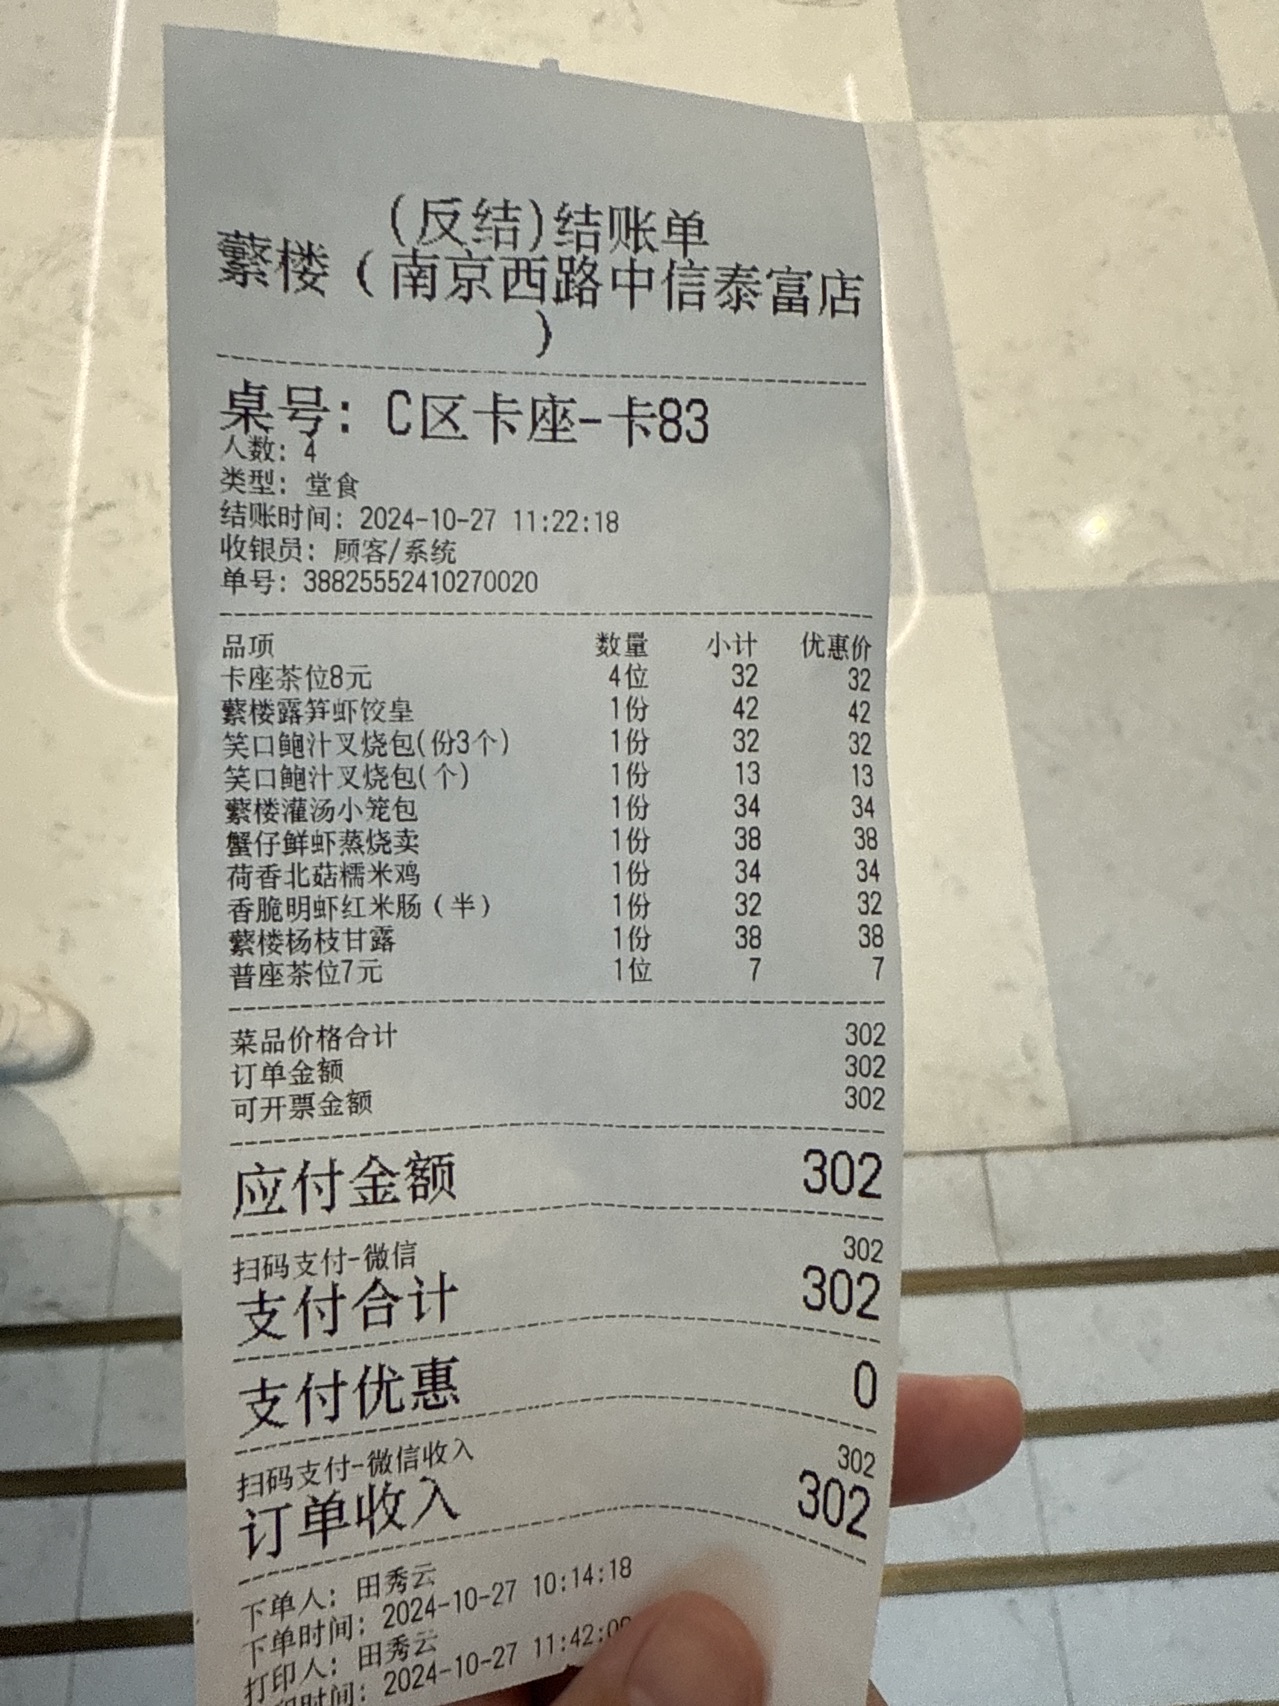 (反结)结账单
蘩楼（南京西路中信泰富店
）
桌号: C区卡座-卡83
人数: 4
类型: 堂食
结账时间: 2024-10-27 11:22:18
收银员: 顾客/系统
单号: 38825552410270020
品项 数量 小计 优惠价
卡座茶位8元 4位 32 32
蘩楼露笋虾饺皇 1份 42 42
笑口鲍汁叉烧包(份3个) 1份 32 32
笑口鲍汁叉烧包(个) 1份 13 13
蘩楼灌汤小笼包 1份 34 34
蟹仔鲜虾蒸烧卖 1份 38 38
荷香北菇糯米鸡 1份 34 34
香脆明虾红米肠（半） 1份 32 32
蘩楼杨枝甘露 1份 38 38
普座茶位7元 1位 7 7
菜品价格合计 302
订单金额 302
可开票金额 302
应付金额 302
扫码支付-微信 302
支付合计 302
支付优惠 0
扫码支付-微信收入 302
订单收入 302
下单人: 田秀云
下单时间: 2024-10-27 10:14:18
打印人: 田秀云
印时间: 2024-10-27 11:42:0